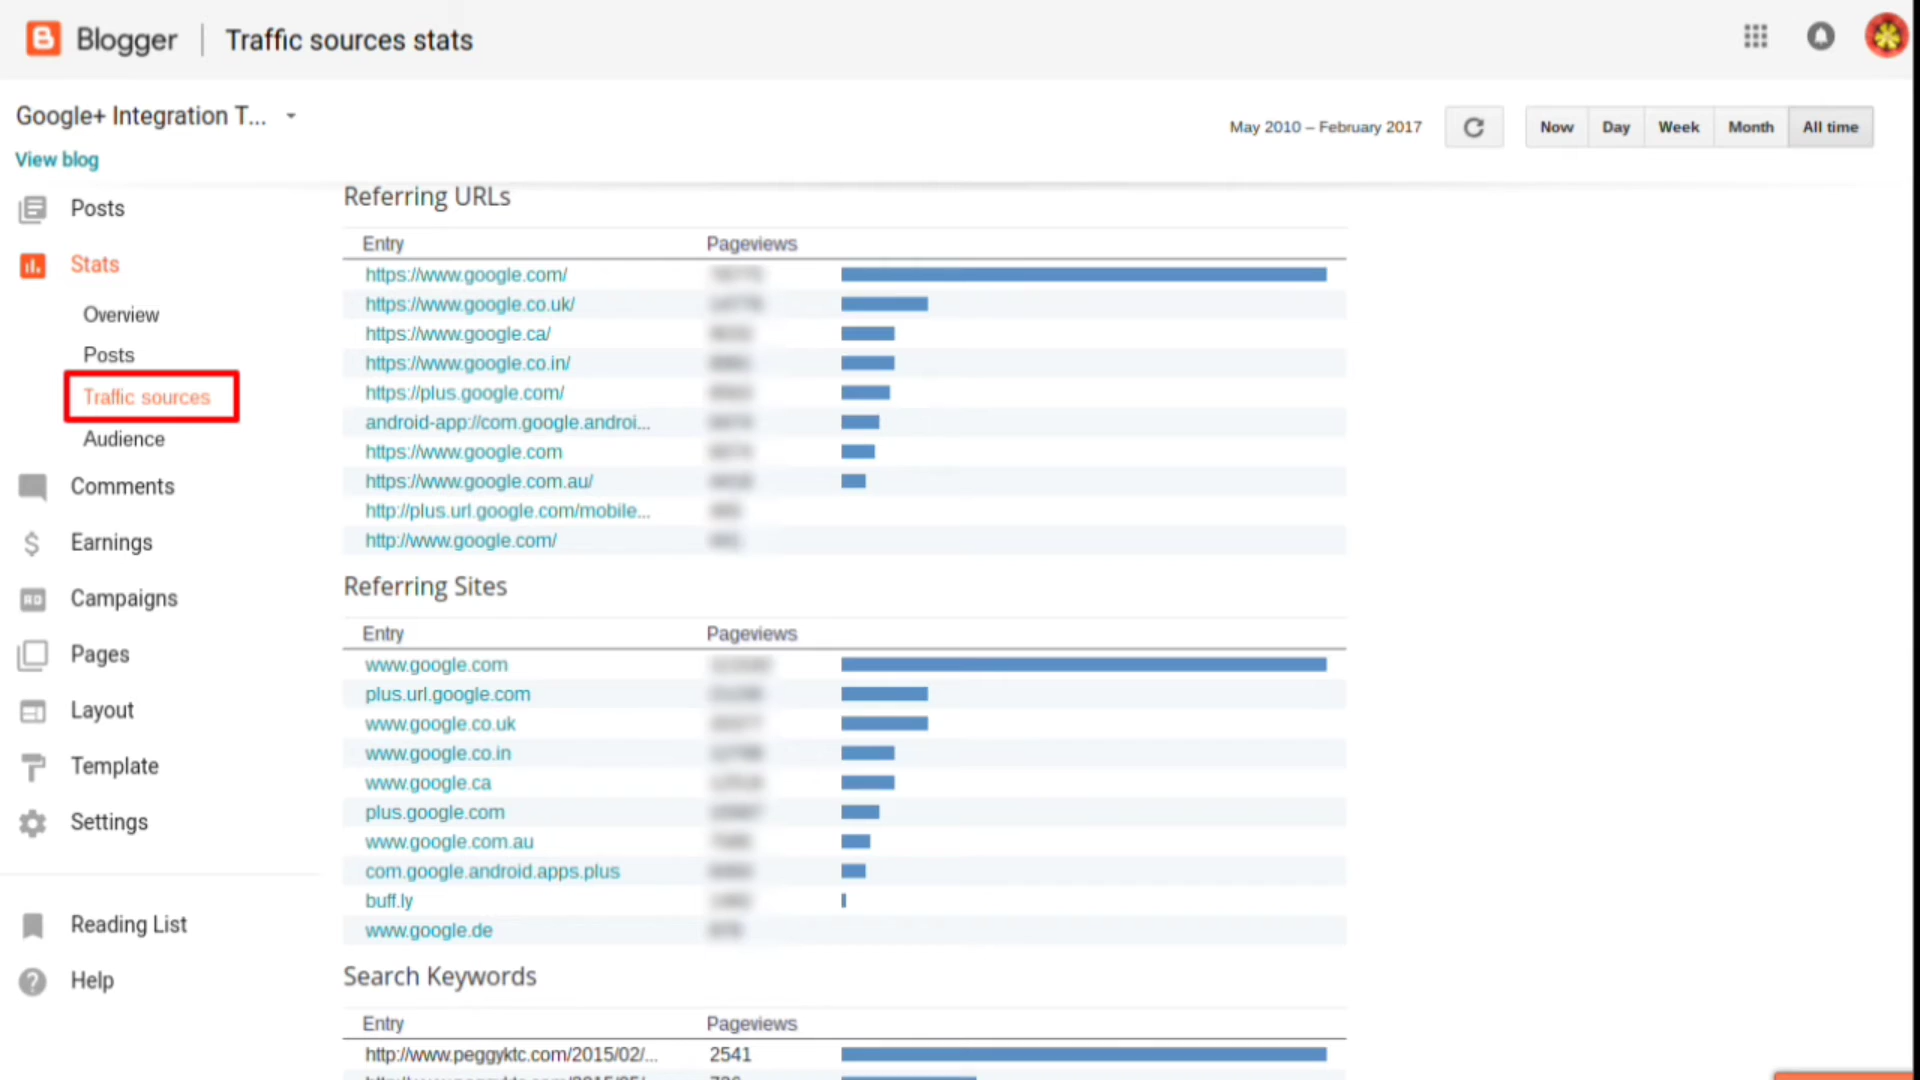 Blogger
Traffic sources stats
Google+ Integration T...
View blog
May 2010 – February 2017
Now
Day
Week
Month
All time
Posts
Stats
Overview
Posts
Traffic sources
Audience
Comments
Earnings
Campaigns
Pages
Layout
Template
Settings
Reading List
Help
Referring URLs
Entry Pageviews
https://www.google.com/
https://www.google.co.uk/
https://www.google.ca/
https://www.google.co.in/
https://plus.google.com/
android-app://com.google.androi...
https://www.google.com
https://www.google.com.au/
http://plus.url.google.com/mobile...
http://www.google.com/
Referring Sites
Entry Pageviews
www.google.com
plus.url.google.com
www.google.co.uk
www.google.co.in
www.google.ca
plus.google.com
www.google.com.au
com.google.android.apps.plus
buff.ly
www.google.de
Search Keywords
Entry Pageviews
http://www.peggyktc.com/2015/02/... 2541